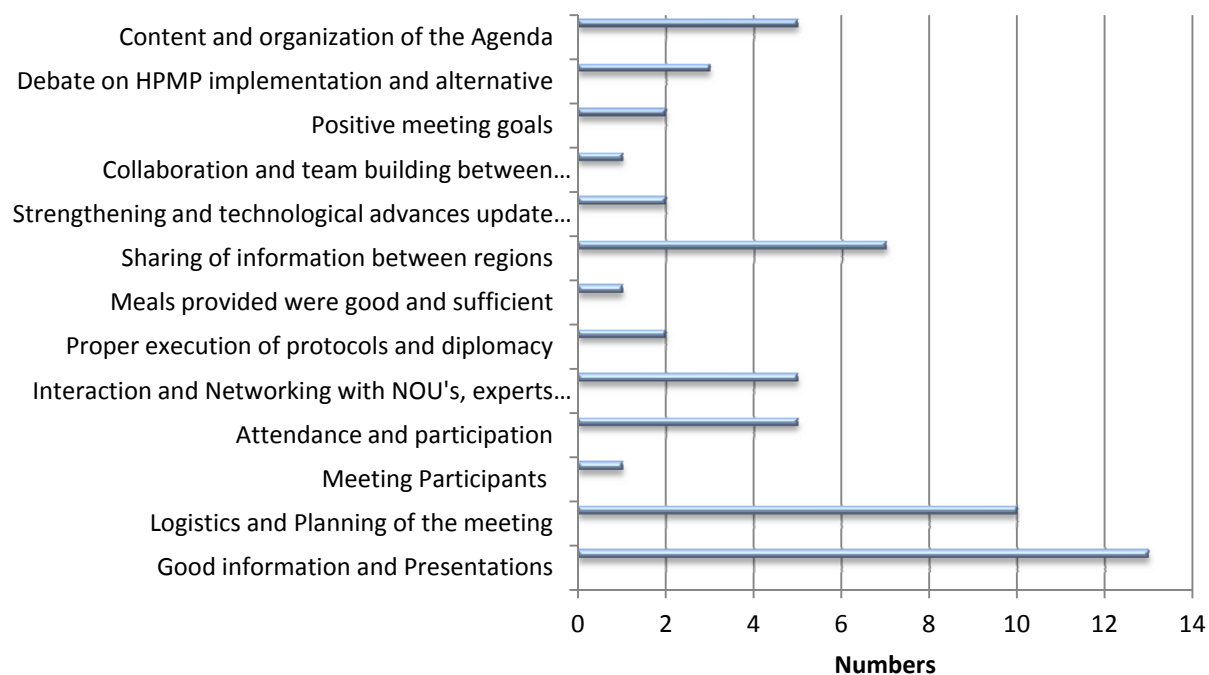 Content and organization of the Agenda
Debate on HPMP implementation and alternative
Positive meeting goals
Collaboration and team building between…
Strengthening and technological advances update…
Sharing of information between regions
Meals provided were good and sufficient
Proper execution of protocols and diplomacy
Interaction and Networking with NOU's, experts…
Attendance and participation
Meeting Participants
Logistics and Planning of the meeting
Good information and Presentations
0 2 4 6 8 10 12 14
Numbers